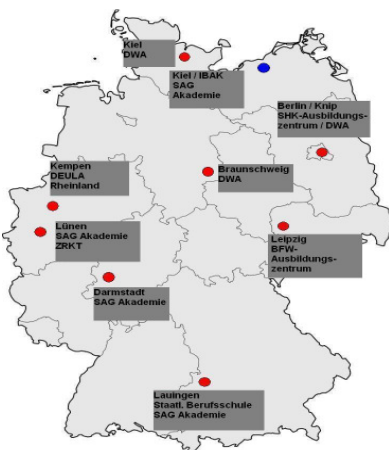 Kiel
DWA
Kiel / IBAK
SAG
Akademie
Berlin / Knip
SHK-Ausbildungs-
zentrum / DWA
Kempen
DEULA
Rheinland
Braunschweig
DWA
Lünen
SAG Akademie
ZRKT
Leipzig
BFW-
Ausbildungs-
zentrum
Darmstadt
SAG Akademie
Lauingen
Staatl. Berufsschule
SAG Akademie